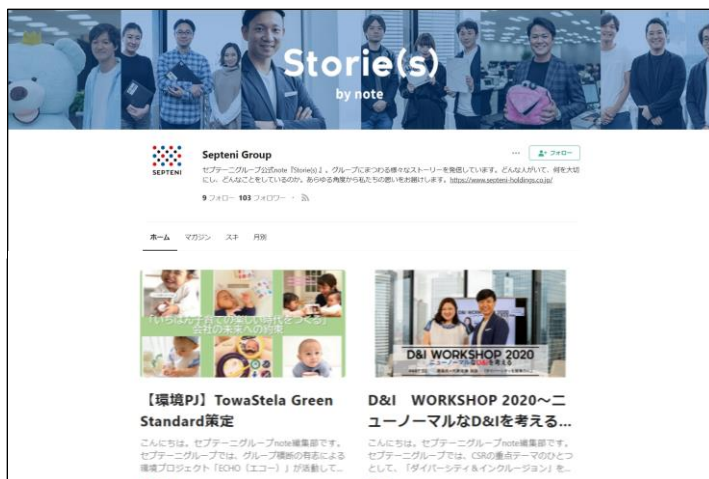 Storie(s)
by note
SEPTENI
Septeni Group
フォロー
セプテーニグループ公式note『Storie(s)』。グループにまつわる様々なストーリーを発信しています。どんな人がいて、何を大切
にし、どんなことをしているのか。あらゆる角度から私たちの思いをお届けします。https://www.septeni-holdings.co.jp/
9 フォロー 103 フォロワー
ホーム マガジン スキ 月別
「いちばん子育ての楽しい時代をつくる」
会社の未来への約束
【環境PJ】TowaStela Green
Standard策定
こんにちは。セプテーニグループnote編集部です。
セプテーニグループでは、グループ横断の有志による
環境プロジェクト「ECHO（エコー）」が活動して...
D&I WORKSHOP 2020
ニューノーマルなD&Iを考える
D&I WORKSHOP 2020～ニ
ューノーマルなD&Iを考える...
こんにちは。セプテーニグループnote編集部です。
セプテーニグループでは、CSRの重点テーマのひとつ
として、「ダイバーシティ＆インクルージョン」を...